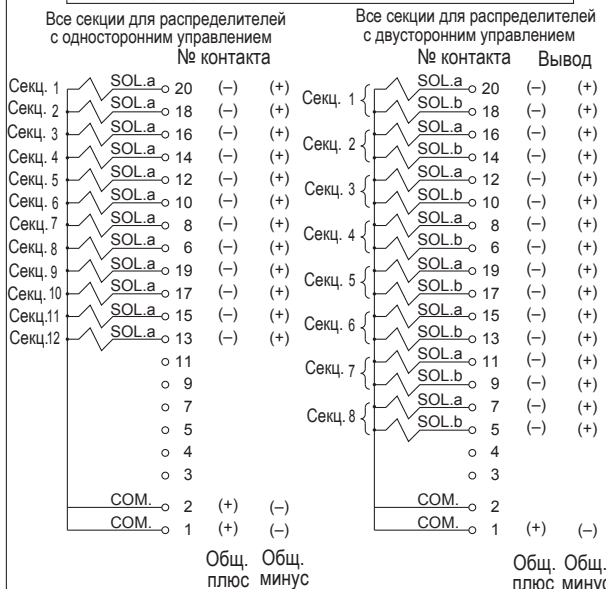 Все секции для распределителей
с односторонним управлением
№ контакта
Секц. 1 SOL.a 20 (–) (+)
Секц. 2 SOL.a 18 (–) (+)
Секц. 3 SOL.a 16 (–) (+)
Секц. 4 SOL.a 14 (–) (+)
Секц. 5 SOL.a 12 (–) (+)
Секц. 6 SOL.a 10 (–) (+)
Секц. 7 SOL.a 8 (–) (+)
Секц. 8 SOL.a 6 (–) (+)
Секц. 9 SOL.a 19 (–) (+)
Секц. 10 SOL.a 17 (–) (+)
Секц.11 SOL.a 15 (–) (+)
Секц.12 SOL.a 13 (–) (+)
11
9
7
5
4
3
COM. 2 (+) (–)
COM. 1 (+) (–)
Общ. Общ.
плюс минус
Все секции для распределителей
с двусторонним управлением
№ контакта Вывод
Секц. 1 SOL.a 20 (–) (+)
SOL.b 18 (–) (+)
Секц. 2 SOL.a 16 (–) (+)
SOL.b 14 (–) (+)
Секц. 3 SOL.a 12 (–) (+)
SOL.b 10 (–) (+)
Секц. 4 SOL.a 8 (–) (+)
SOL.b 6 (–) (+)
Секц. 5 SOL.a 19 (–) (+)
SOL.b 17 (–) (+)
Секц. 6 SOL.a 15 (–) (+)
SOL.b 13 (–) (+)
Секц. 7 SOL.a 11 (–) (+)
SOL.b 9 (–) (+)
Секц. 8 SOL.a 7 (–) (+)
SOL.b 5 (–) (+)
4
3
COM. 2
COM. 1 (+) (–)
Общ. Общ.
плюс минус